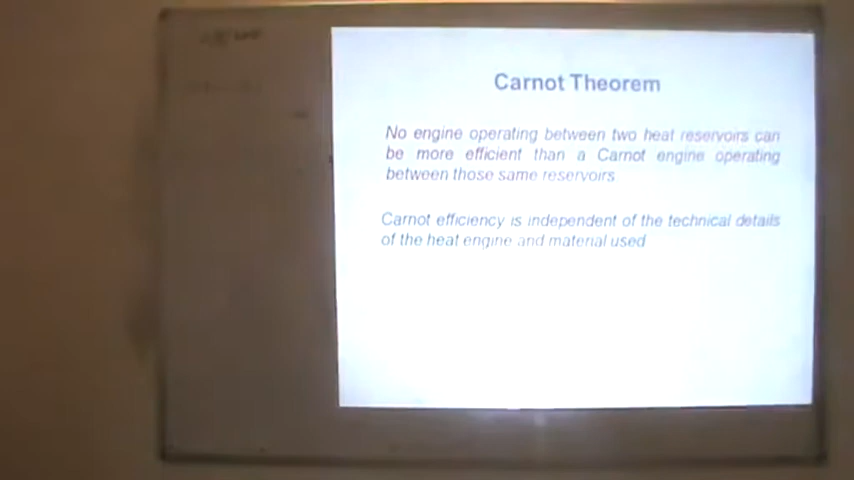 Carnot Theorem
No engine operating between two heat reservoirs can
be more efficient than a Carnot engine operating
between those same reservoirs
Carnot efficiency is independent of the technical details
of the heat engine and material used